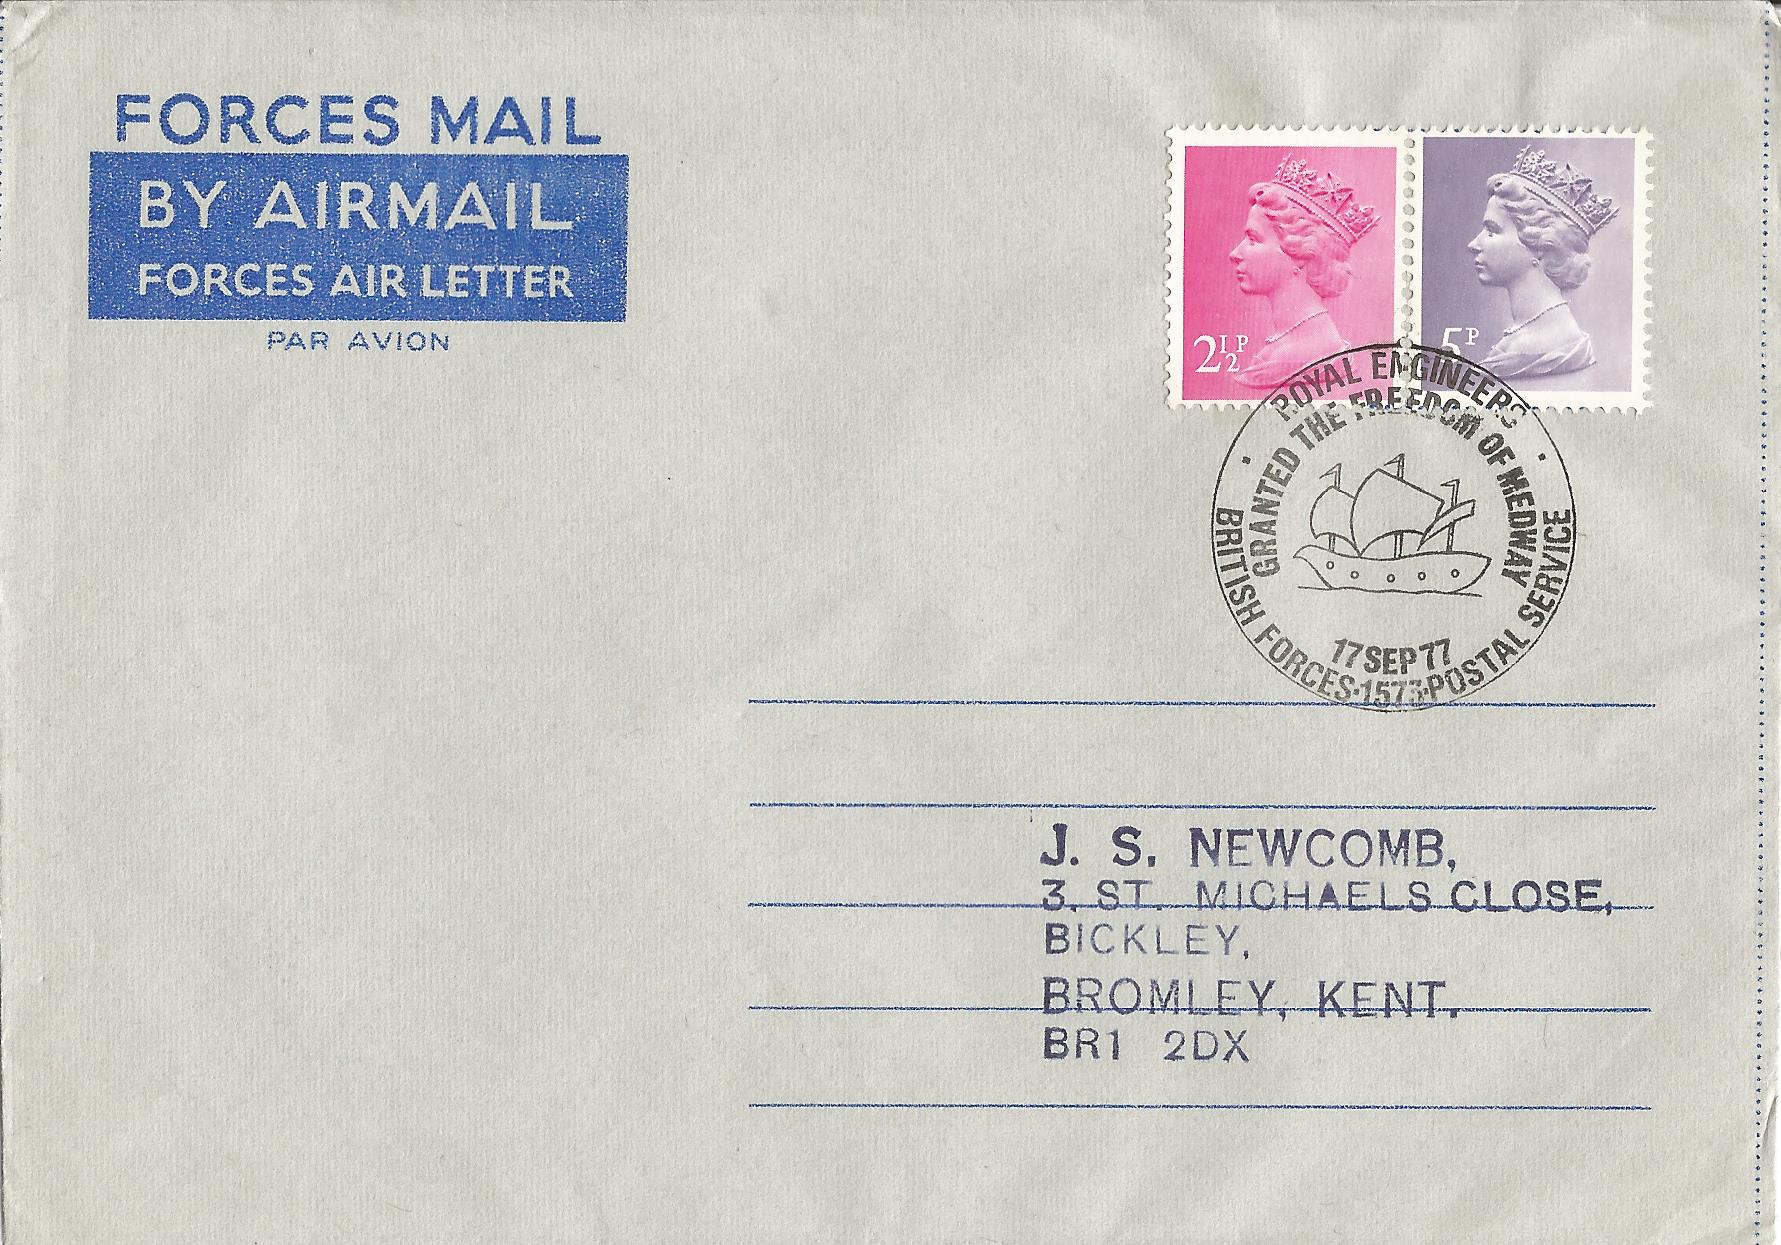 FORCES MAIL
BY AIRMAIL
FORCES AIR LETTER
PAR AVION
2½P
5P
ROYAL ENGINEERS
GRANTED THE FREEDOM OF MEDWAY
17 SEP 77
BRITISH FORCES·1573·POSTAL SERVICE
J. S. NEWCOMB,
3, ST. MICHAELS CLOSE,
BICKLEY,
BROMLEY, KENT.
BR1 2DX